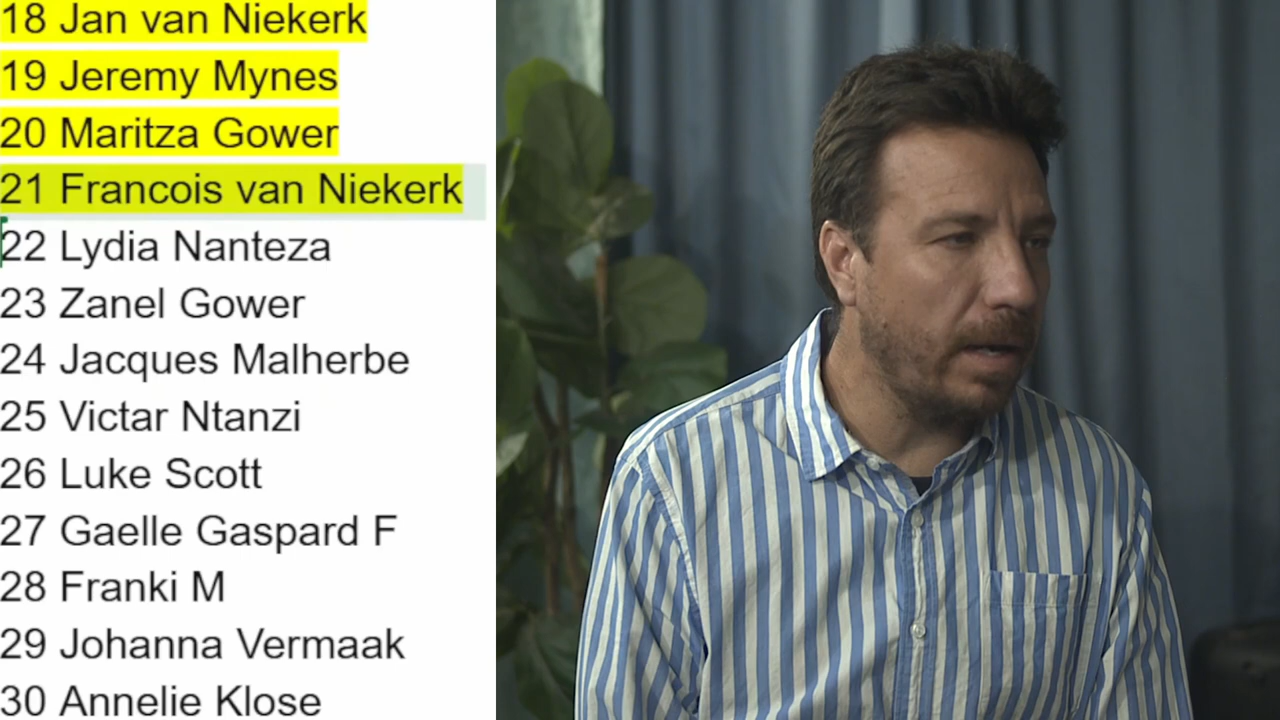 18 Jan van Niekerk
19 Jeremy Mynes
20 Maritza Gower
21 Francois van Niekerk
22 Lydia Nanteza
23 Zanel Gower
24 Jacques Malherbe
25 Victar Ntanzi
26 Luke Scott
27 Gaelle Gaspard F
28 Franki M
29 Johanna Vermaak
30 Annelie Klose